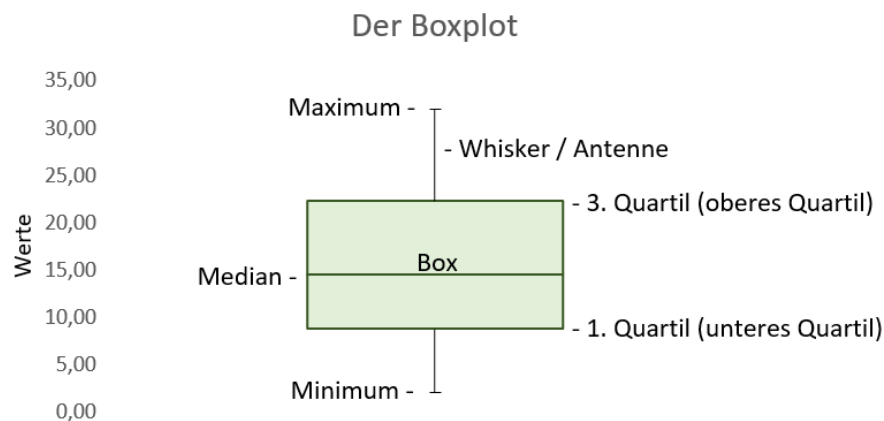 Der Boxplot
35,00
Maximum -
30,00
- Whisker / Antenne
25,00
- 3. Quartil (oberes Quartil)
20,00
Werte
Box
15,00
Median -
10,00
- 1. Quartil (unteres Quartil)
5,00
Minimum -
0,00